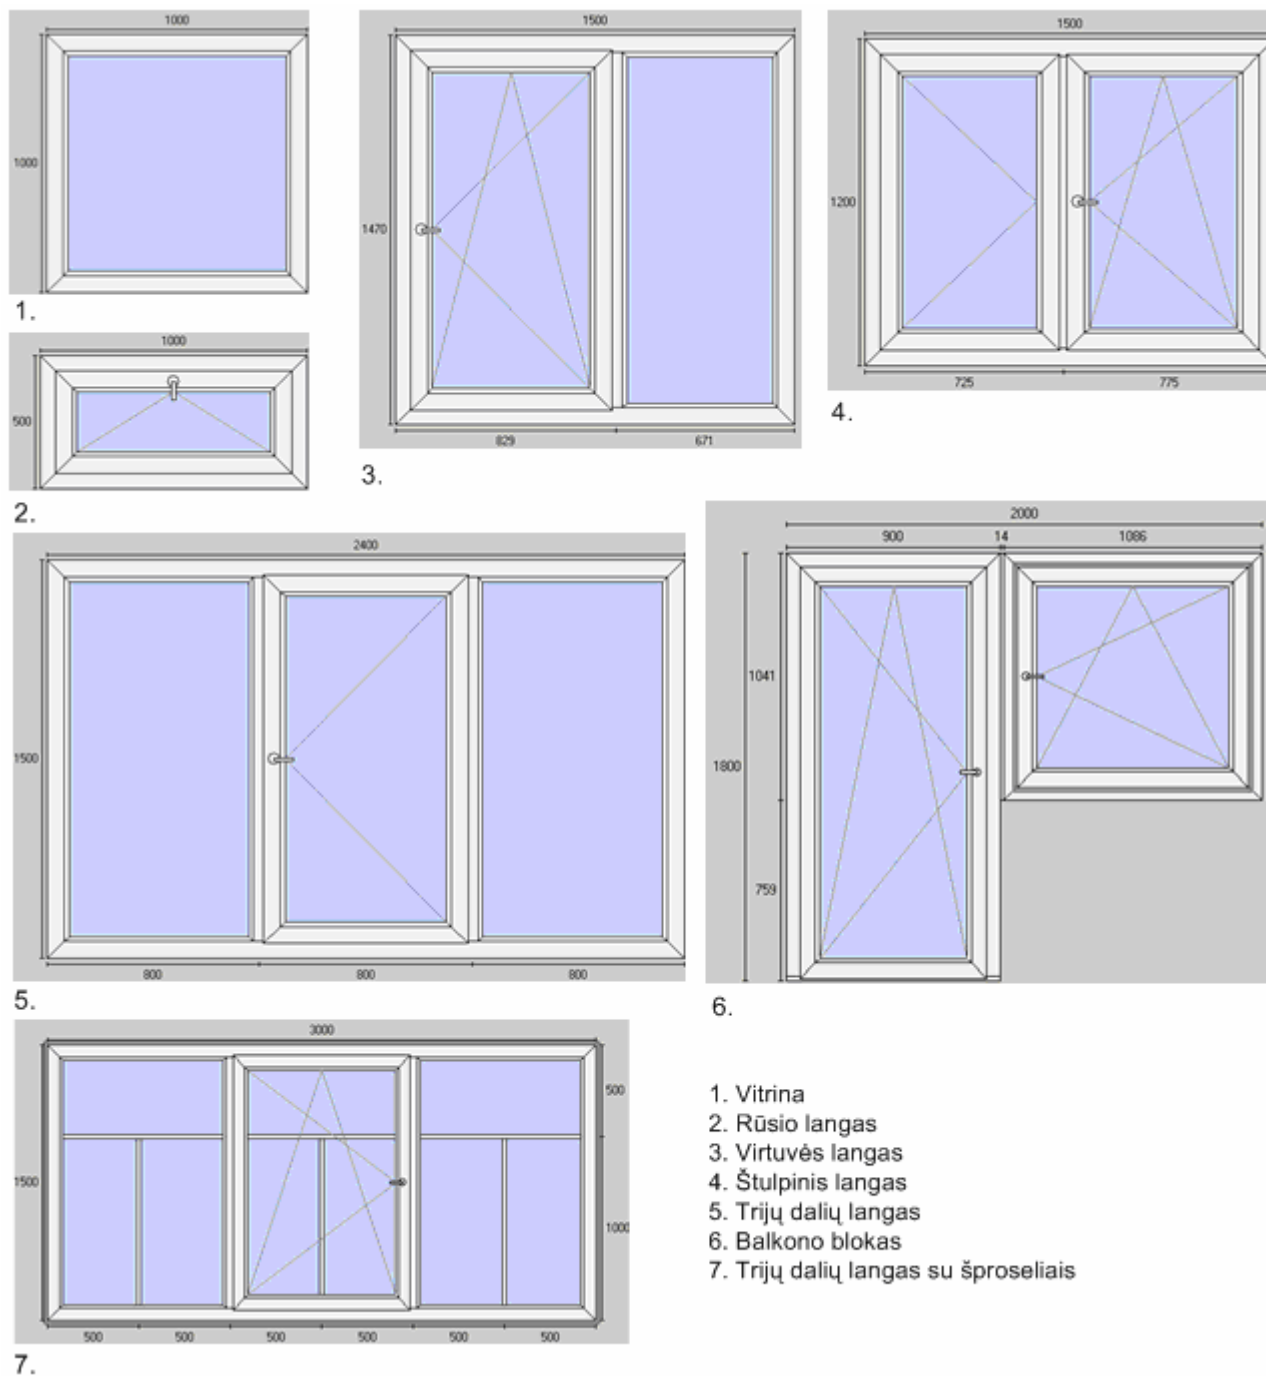 1000
1000
1.
1000
500
2.
1500
1470
829 671
3.
1500
1200
725 775
4.
2400
1500
800 800 800
5.
2000
900 14 1086
1041
1800
759
6.
3000
500
1500
1000
500 500 500 500 500 500
7.
1. Vitrina
2. Rūsio langas
3. Virtuvės langas
4. Štulpinis langas
5. Trijų dalių langas
6. Balkono blokas
7. Trijų dalių langas su šproseliais